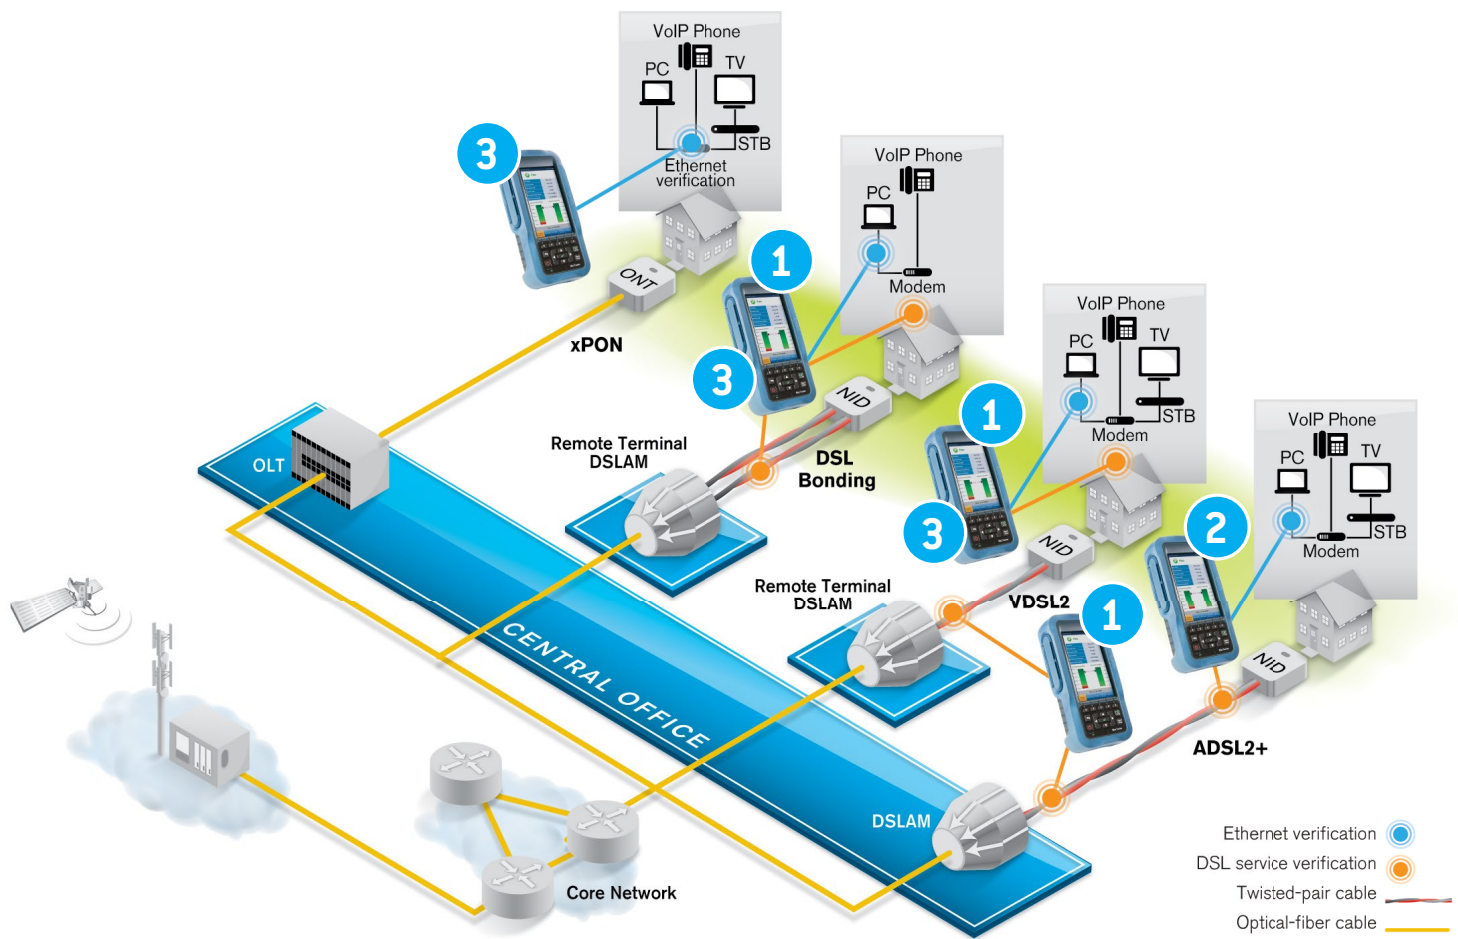 VoIP Phone
PC
TV
STB
Ethernet
verification
3
ONT
xPON
VoIP Phone
PC
Modem
1
3
NID
DSL
Bonding
Remote Terminal
DSLAM
OLT
VoIP Phone
PC
TV
STB
Modem
1
3
NID
VDSL2
Remote Terminal
DSLAM
VoIP Phone
PC
TV
STB
Modem
2
1
NID
ADSL2+
DSLAM
CENTRAL OFFICE
Core Network
Ethernet verification
DSL service verification
Twisted-pair cable
Optical-fiber cable